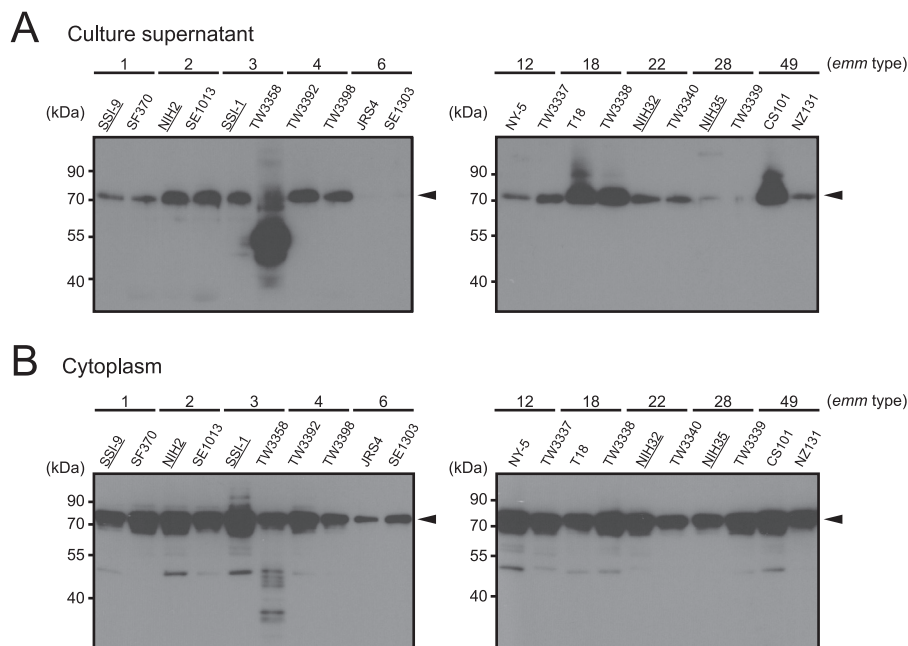 A Culture supernatant
1 2 3 4 6 12 18 22 28 49 (emm type)
(kDa) SSI-9 SF370 NIH2 SE1013 SSI-1 TW3358 TW3392 TW3398 JRS4 SE1303 (kDa) NY-5 TW3337 T18 TW3338 NIH32 TW3340 NIH35 TW3339 CS101 NZ131
90 90
70 70
55 55
40 40
B Cytoplasm
1 2 3 4 6 12 18 22 28 49 (emm type)
(kDa) SSI-9 SF370 NIH2 SE1013 SSI-1 TW3358 TW3392 TW3398 JRS4 SE1303 (kDa) NY-5 TW3337 T18 TW3338 NIH32 TW3340 NIH35 TW3339 CS101 NZ131
90 90
70 70
55 55
40 40